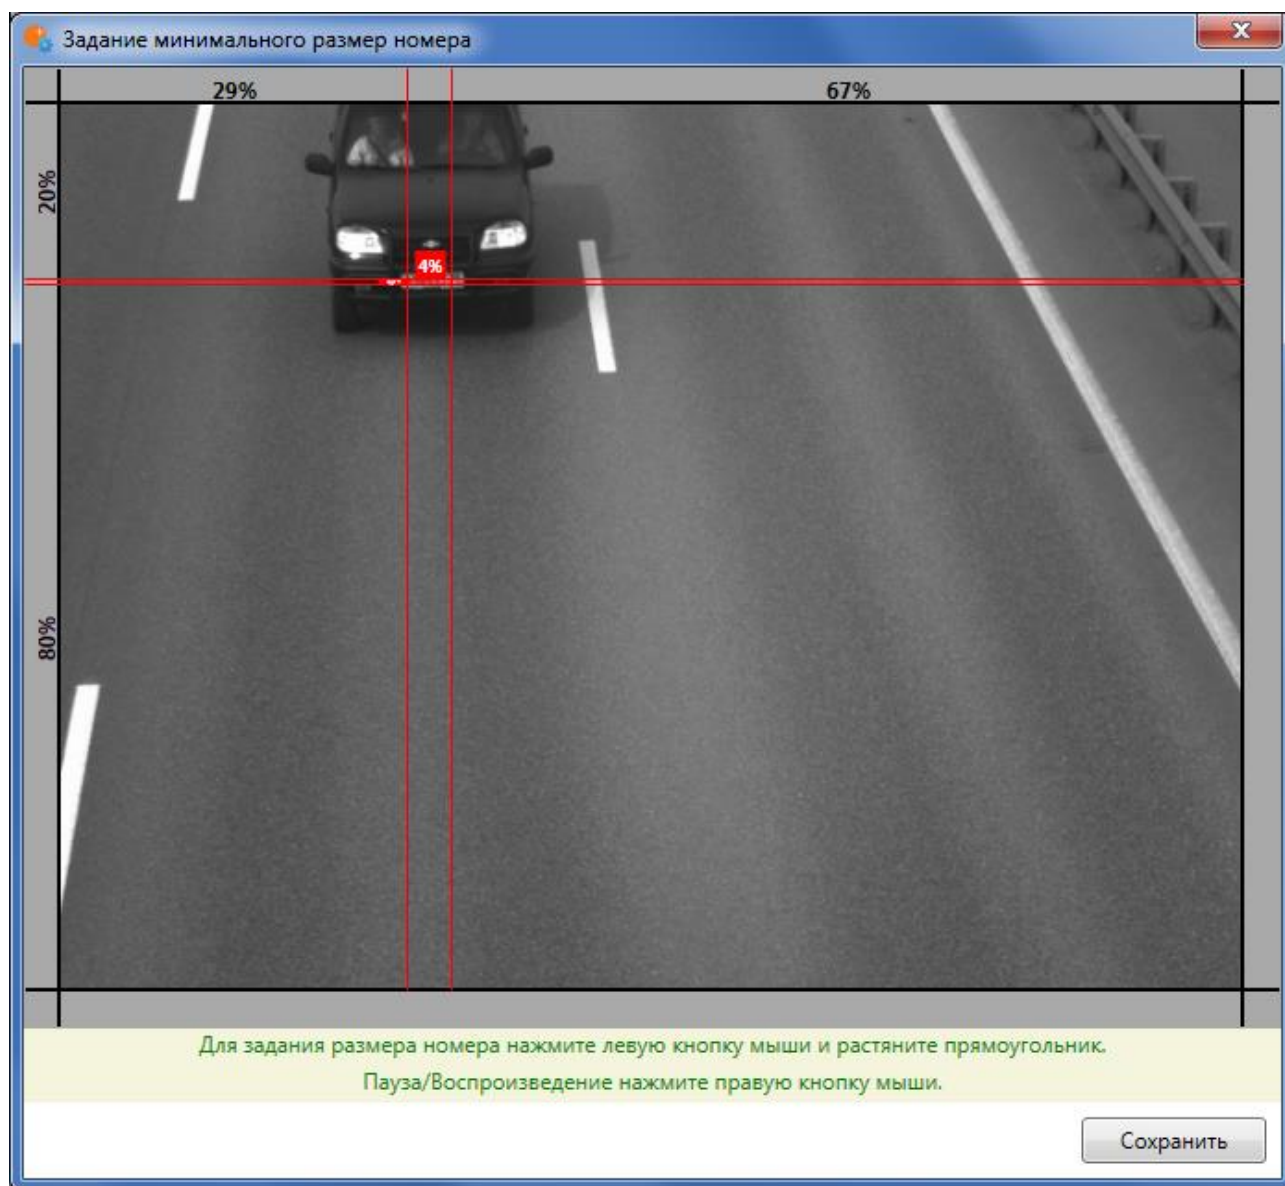 Задание минимального размер номера
29%
67%
20%
4%
80%
Для задания размера номера нажмите левую кнопку мыши и растяните прямоугольник.
Пауза/Воспроизведение нажмите правую кнопку мыши.
Сохранить